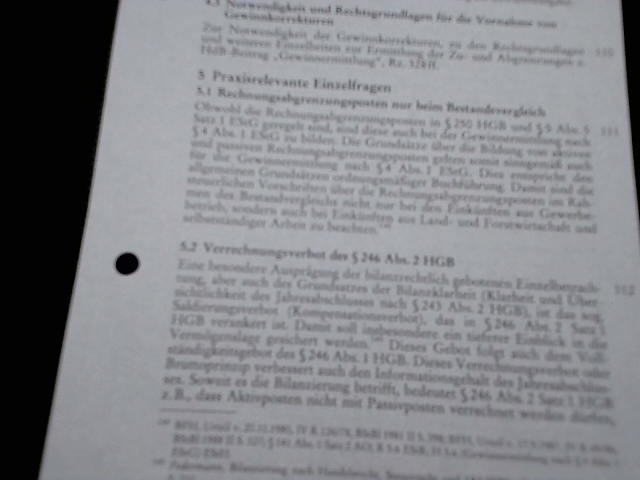 4.3 Notwendigkeit und Rechtsgrundlagen für die Vornahme von
Gewinnkorrekturen
Zur Notwendigkeit der Gewinnkorrekturen, zu den Rechtsgrundlagen
und weiteren Einzelheiten zur Ermittlung der Zu- und Abgrenzungen s.
HdB-Beitrag „Gewinnermittlung“, Rz.
5 Praxisrelevante Einzelfragen
5.1 Rechnungsabgrenzungsposten nur beim Bestandsvergleich
Obwohl die Rechnungsabgrenzungsposten in § 250 HGB und § 5 Abs. 5
Satz 1 EStG geregelt sind, sind diese auch bei der Gewinnermittlung nach
§ 4 Abs. 1 EStG zu bilden. Die Grundsätze über die Bildung von aktiven
und passiven Rechnungsabgrenzungsposten gelten somit sinngemäß auch
für die Gewinnermittlung nach § 4 Abs. 1 EStG. Dies entspricht den
allgemeinen Grundsätzen ordnungsmäßiger Buchführung. Damit sind die
steuerlichen Vorschriften über die Rechnungsabgrenzungsposten im Rah-
men des Bestandsvergleichs nicht nur bei den Einkünften aus Gewerbe-
betrieb, sondern auch bei Einkünften aus Land- und Forstwirtschaft und
selbstständiger Arbeit zu beachten.
5.2 Verrechnungsverbot des § 246 Abs. 2 HGB
Eine besondere Ausprägung der bilanzrechtlich gebotenen Einzelbetrach-
tung, aber auch des Grundsatzes der Bilanzklarheit (Klarheit und Über-
sichtlichkeit des Jahresabschlusses nach § 243 Abs. 2 HGB), ist das sog.
Saldierungsverbot (Kompensationsverbot), das in § 246 Abs. 2 Satz 1
HGB verankert ist. Damit soll insbesondere ein tieferer Einblick in die
Vermögenslage gesichert werden. Dieses Gebot folgt auch dem Voll-
ständigkeitsgebot des § 246 Abs. 1 HGB. Dieses Verrechnungsverbot oder
Bruttoprinzip verbessert auch den Informationsgehalt des Jahresabschlus-
ses. Soweit es die Bilanzierung betrifft, bedeutet § 246 Abs. 2 Satz 1 HGB
z. B., dass Aktivposten nicht mit Passivposten verrechnet werden dürfen,